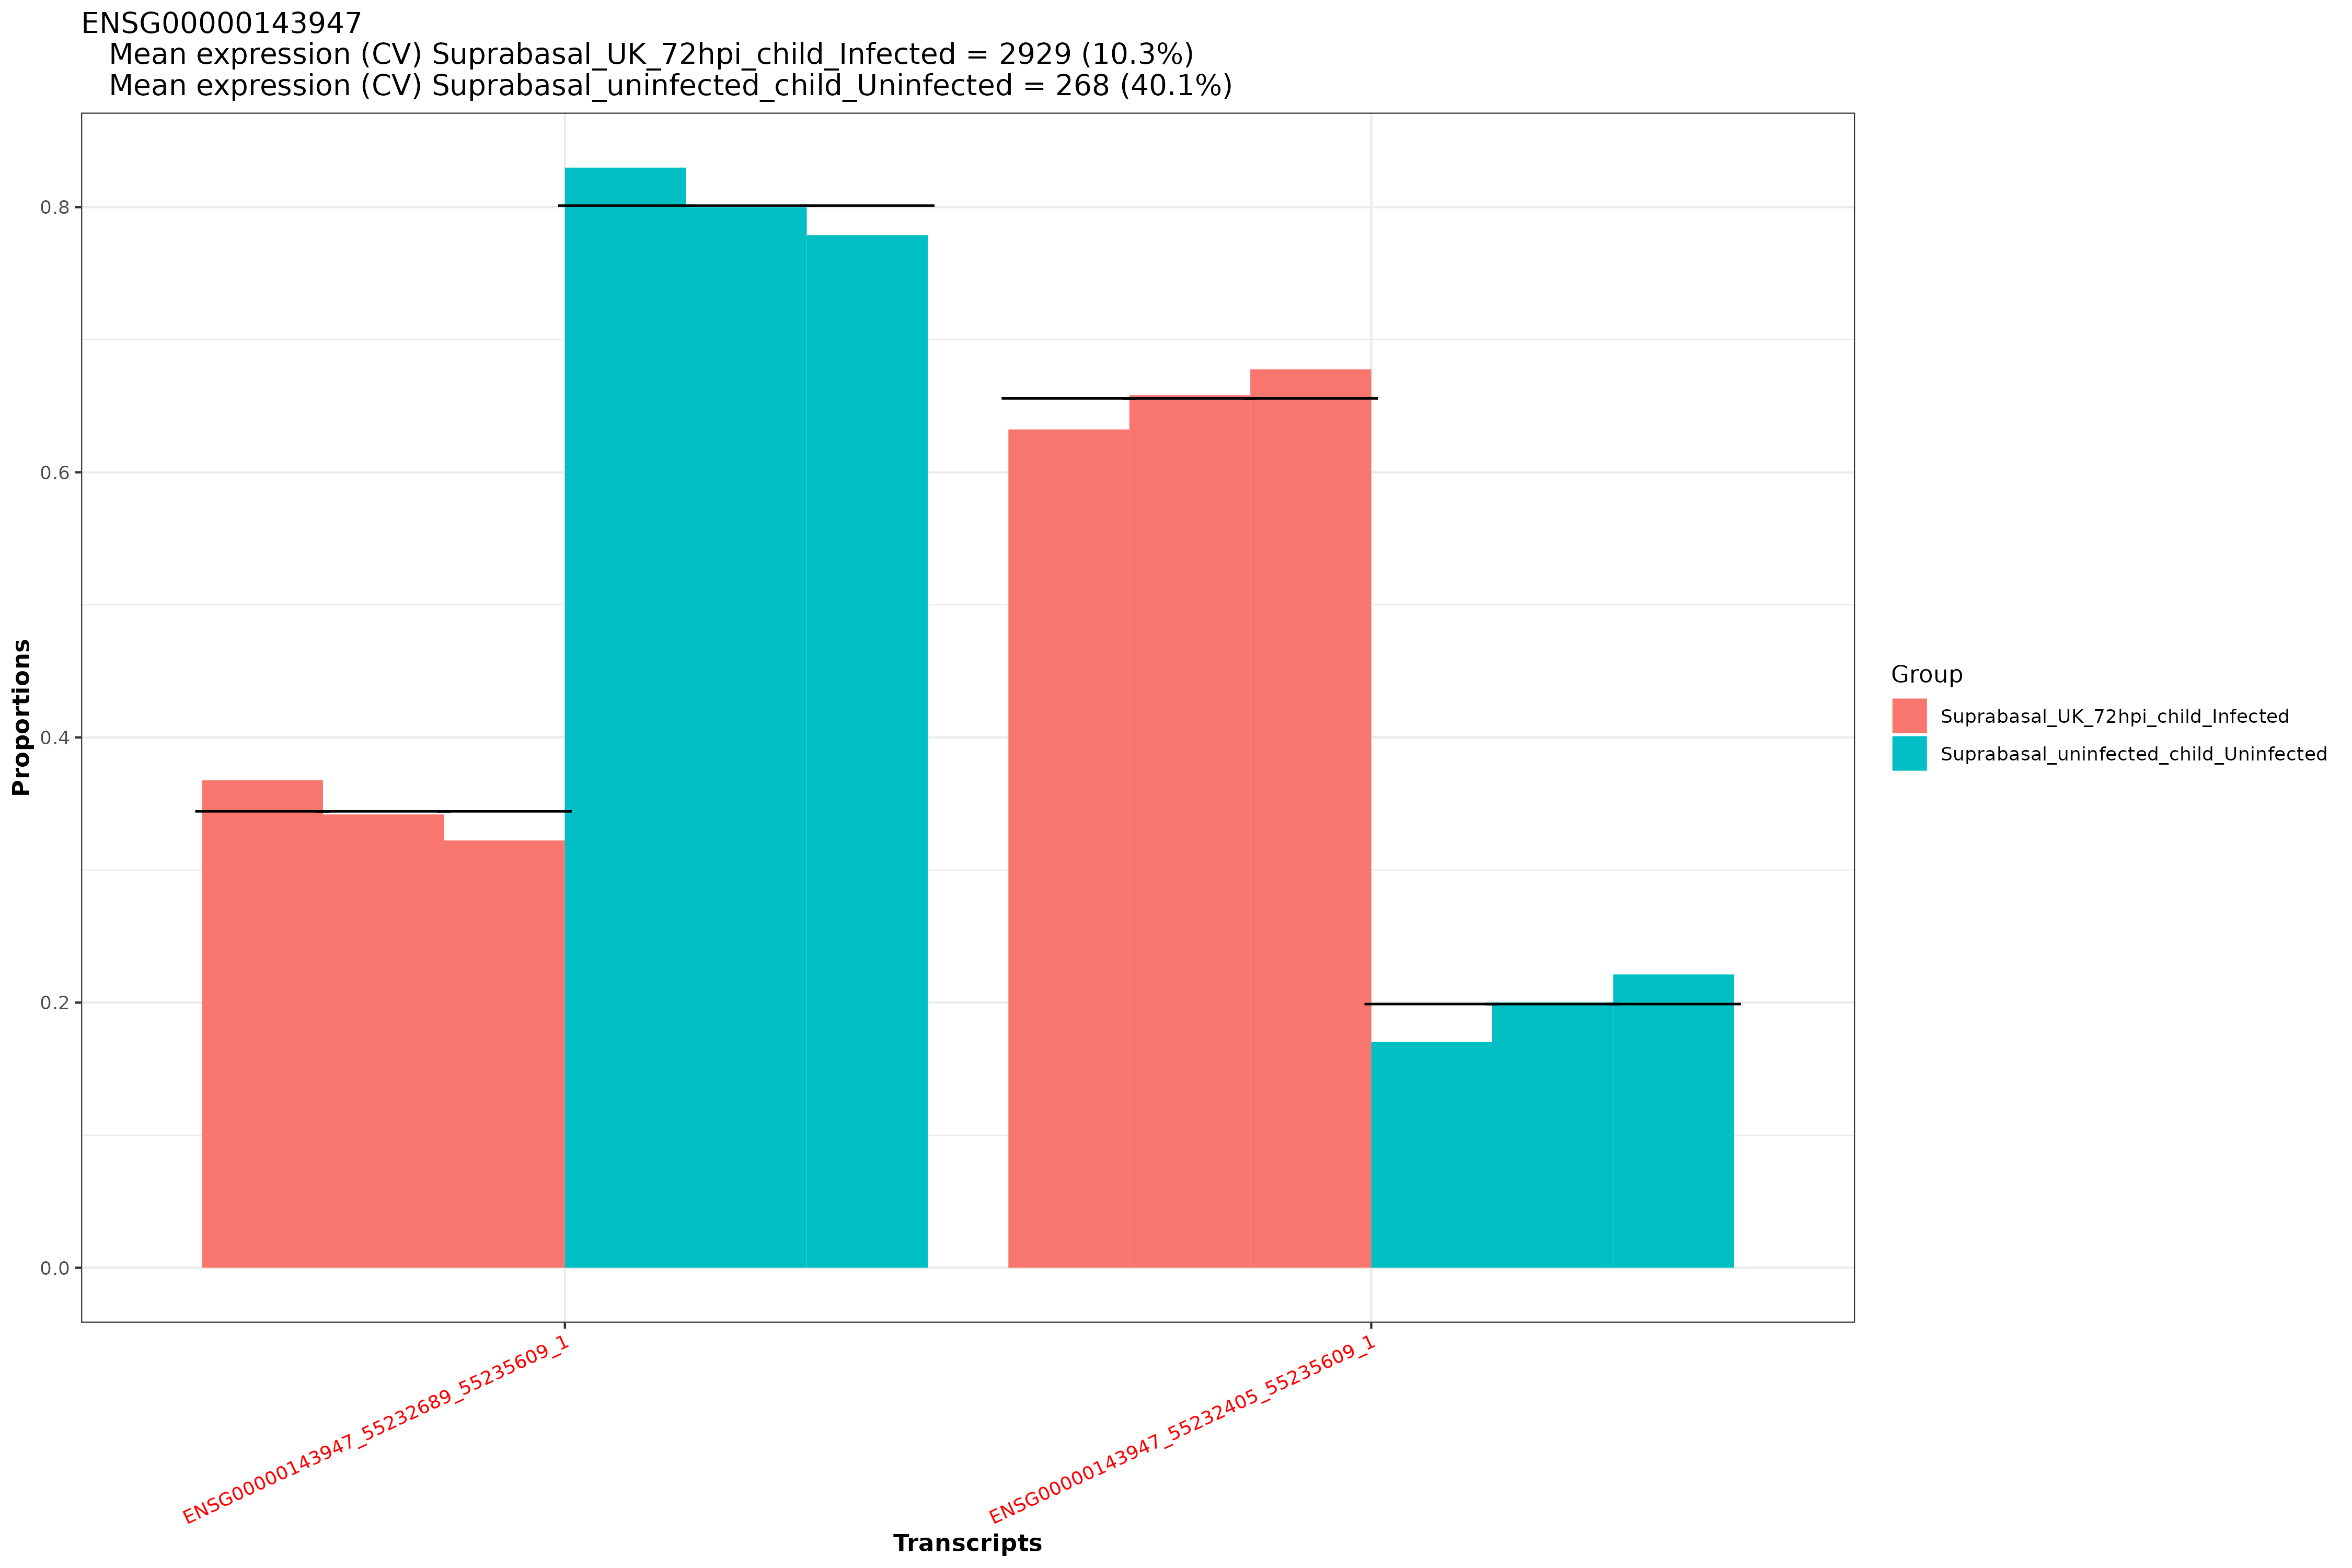 ENSG00000143947
Mean expression (CV) Suprabasal_UK_72hpi_child_Infected = 2929 (10.3%)
Mean expression (CV) Suprabasal_uninfected_child_Uninfected = 268 (40.1%)
Proportions
0.8
0.6
0.4
0.2
0.0
ENSG00000143947_55232689_55235609_1
ENSG00000143947_55232405_55235609_1
Transcripts
Group
Suprabasal_UK_72hpi_child_Infected
Suprabasal_uninfected_child_Uninfected